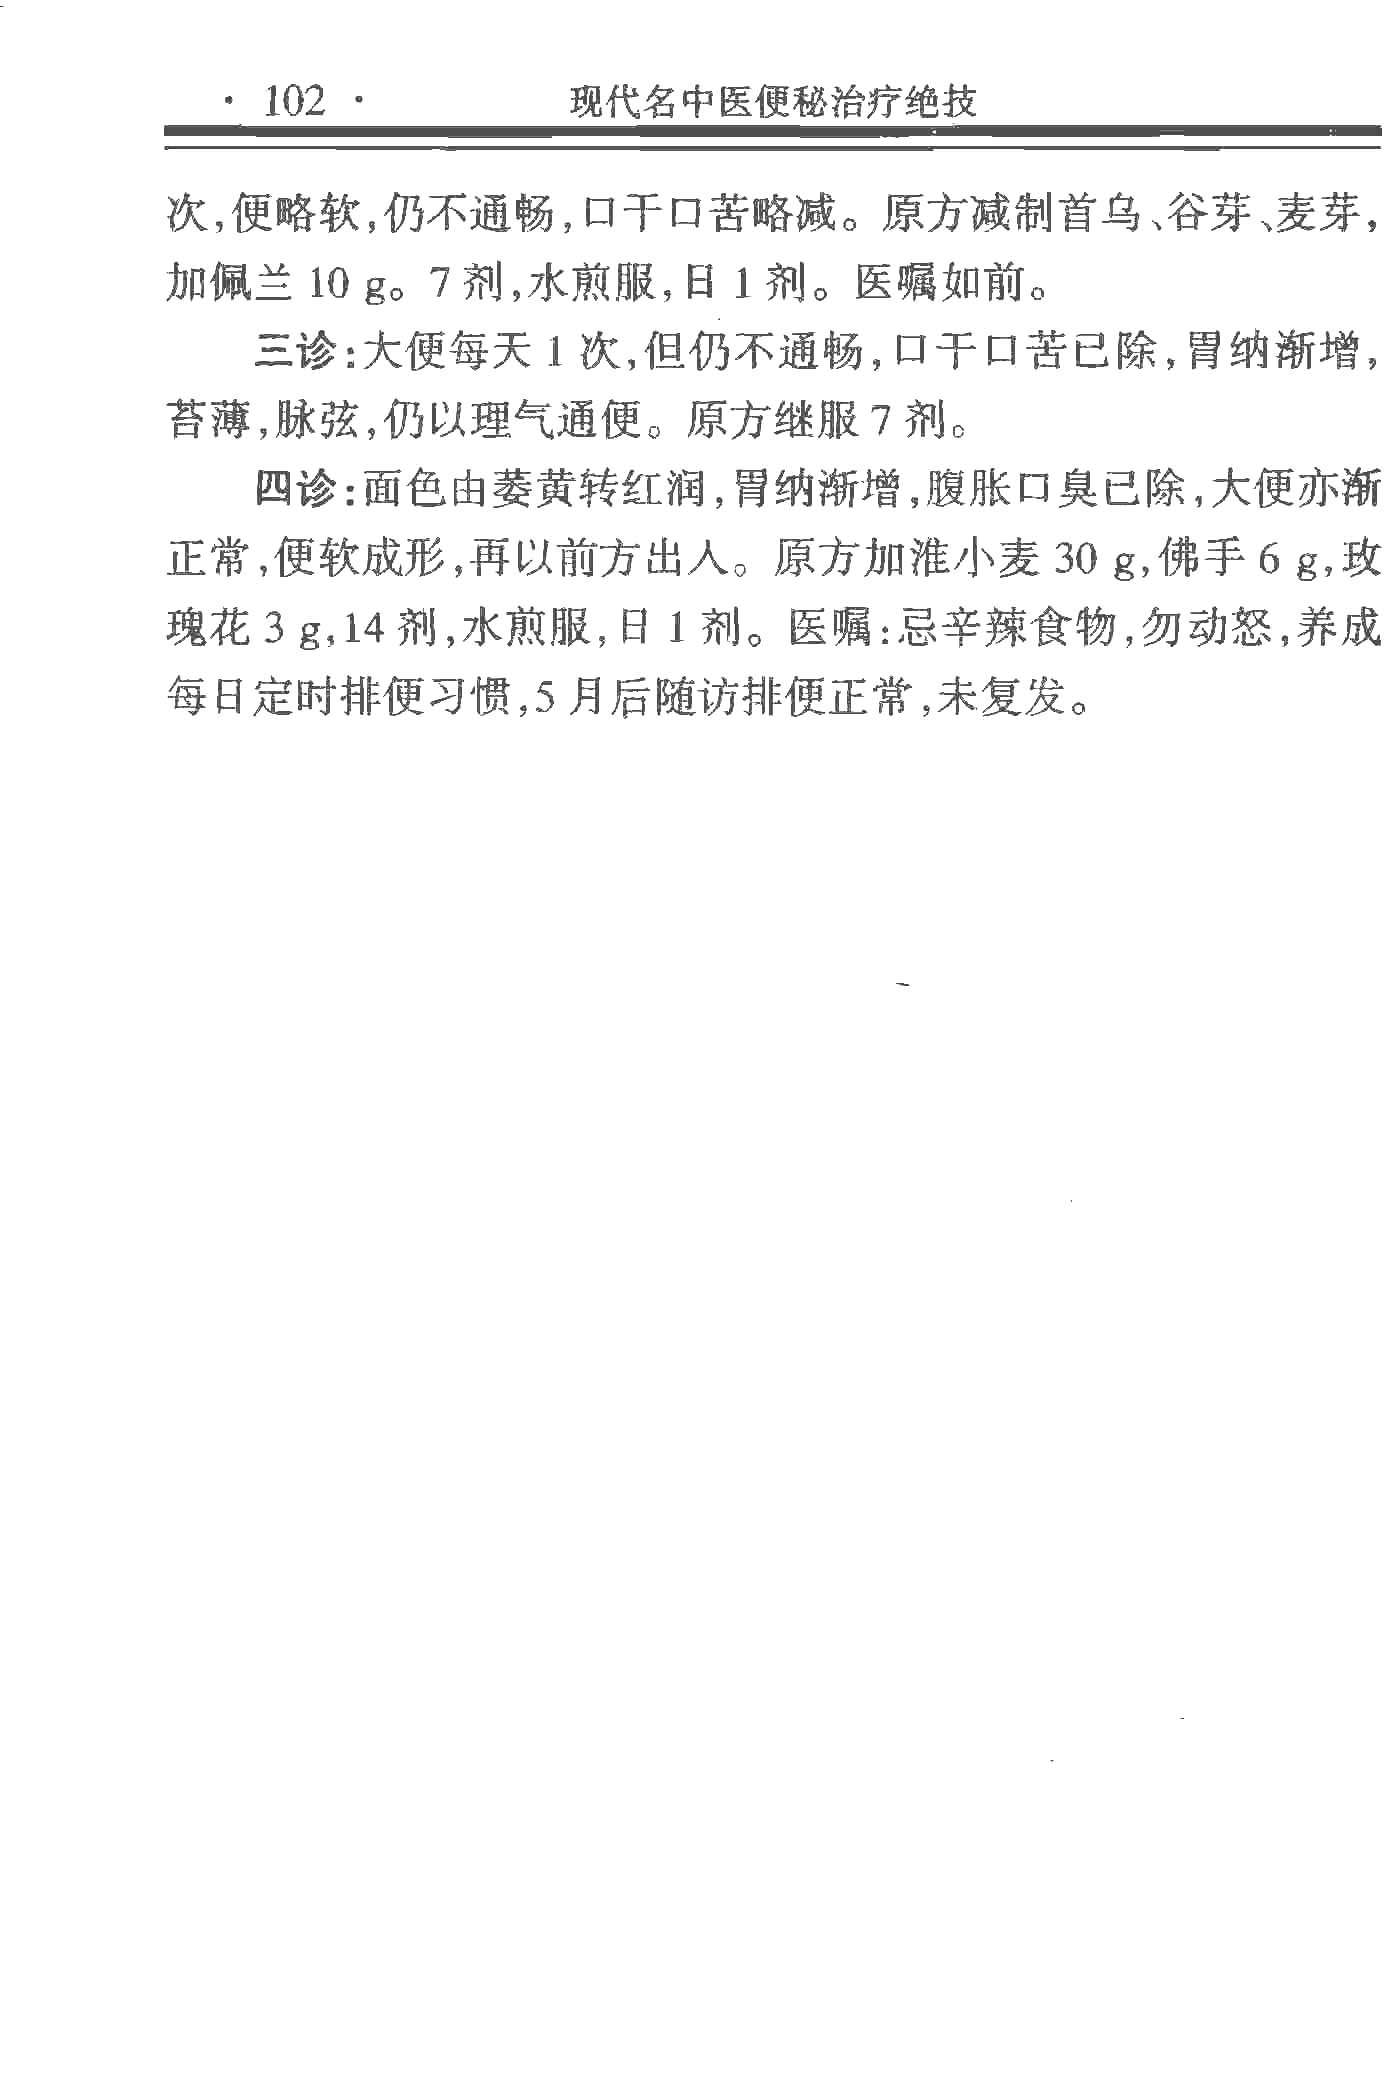 · 102 · 现代名中医便秘治疗绝技
次,便略软,仍不通畅,口干口苦略减。原方减制首乌、谷芽、麦芽,
加佩兰 10 g。7 剂,水煎服,日 1 剂。医嘱如前。
三诊:大便每天 1 次,但仍不通畅,口干口苦已除,胃纳渐增,
苔薄,脉弦,仍以理气通便。原方继服 7 剂。
四诊:面色由萎黄转红润,胃纳渐增,腹胀口臭已除,大便亦渐
正常,便软成形,再以前方出入。原方加淮小麦 30 g,佛手 6 g,玫
瑰花 3 g,14 剂,水煎服,日 1 剂。医嘱:忌辛辣食物,勿动怒,养成
每日定时排便习惯,5 月后随访排便正常,未复发。